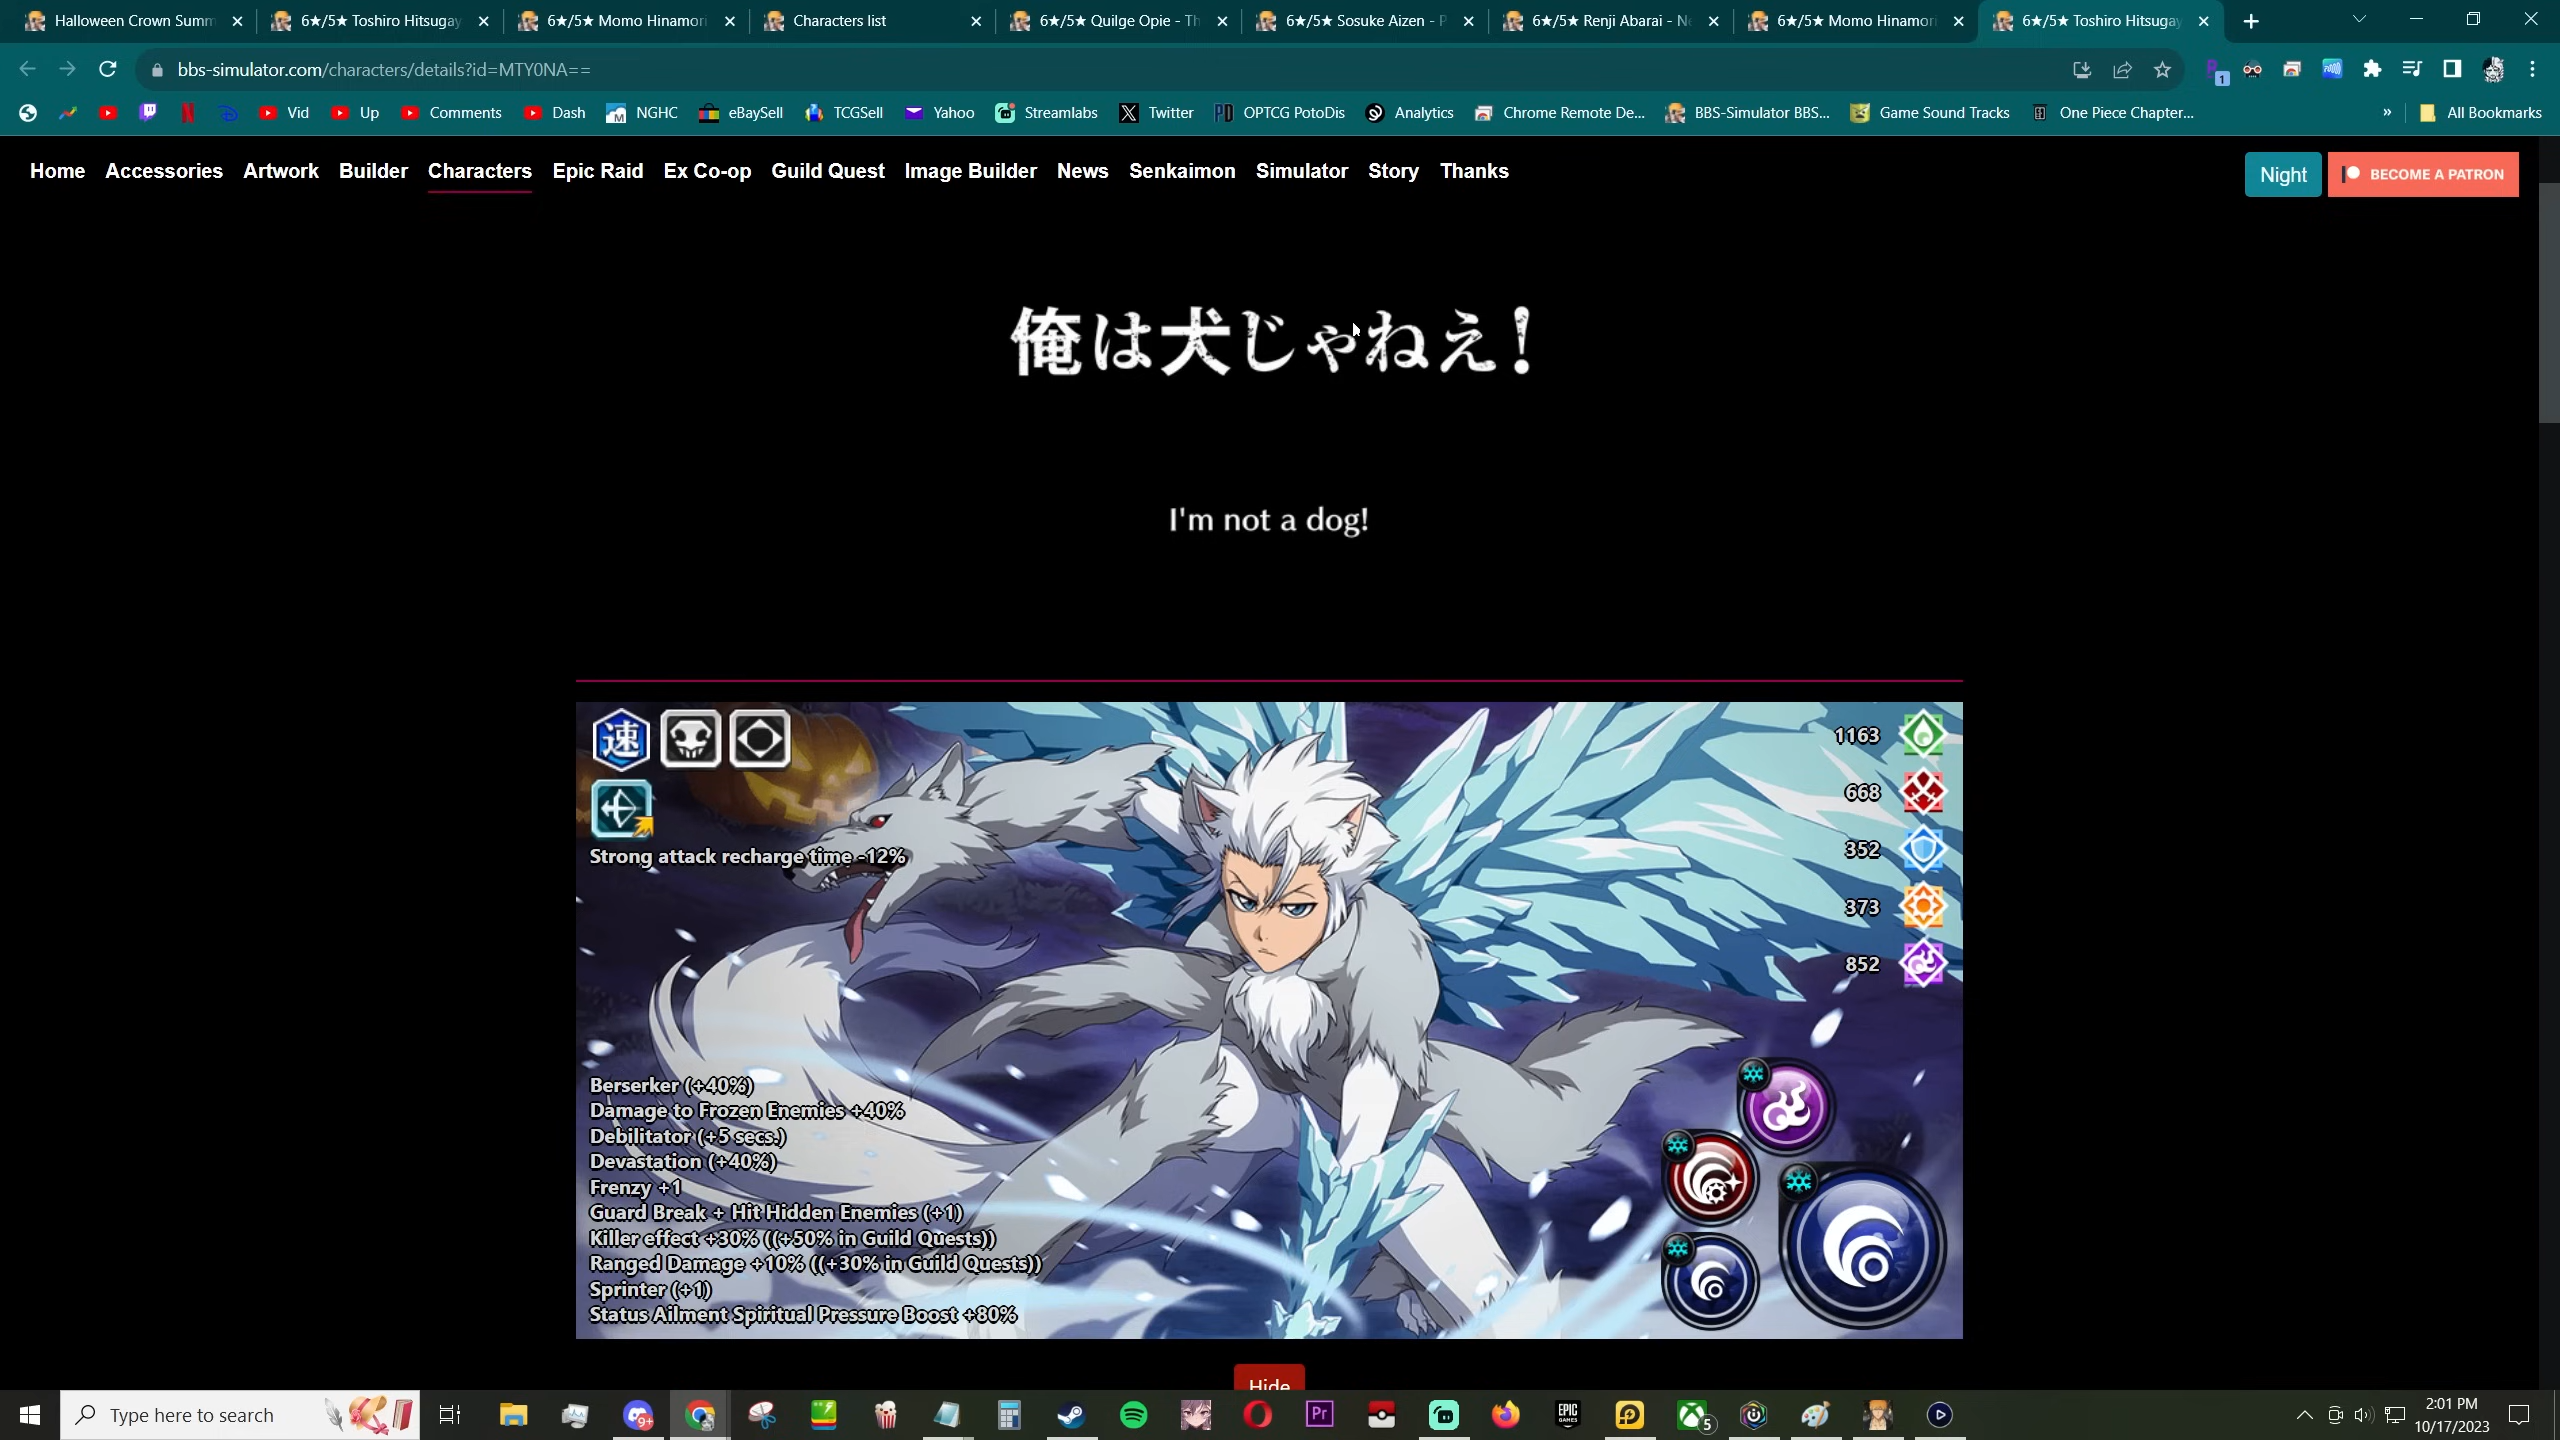 Halloween Crown Summ
6★/5★ Toshiro Hitsugay
6★/5★ Momo Hinamori
Characters list
6★/5★ Quilge Opie - Th
6★/5★ Sosuke Aizen - P
6★/5★ Renji Abarai - Ne
6★/5★ Momo Hinamori
6★/5★ Toshiro Hitsugay
bbs-simulator.com/characters/details?id=MTY0NA==
1
Vid
Up
Comments
Dash
NGHC
eBaySell
TCGSell
Yahoo
Streamlabs
Twitter
OPTCG PotoDis
Analytics
Chrome Remote De...
BBS-Simulator BBS...
Game Sound Tracks
One Piece Chapter...
»
All Bookmarks
Home Accessories Artwork Builder Characters Epic Raid Ex Co-op Guild Quest Image Builder News Senkaimon Simulator Story Thanks
Night
BECOME A PATRON
俺は犬じゃねえ！
I'm not a dog!
速
1163
668
352
373
852
Strong attack recharge time -12%
Berserker (+40%)
Damage to Frozen Enemies +40%
Debilitator (+5 secs.)
Devastation (+40%)
Frenzy +1
Guard Break + Hit Hidden Enemies (+1)
Killer effect +30% ((+50% in Guild Quests))
Ranged Damage +10% ((+30% in Guild Quests))
Sprinter (+1)
Status Ailment Spiritual Pressure Boost +80%
Hide
Type here to search
9+
Pr
EPIC GAMES
5
2:01 PM
10/17/2023